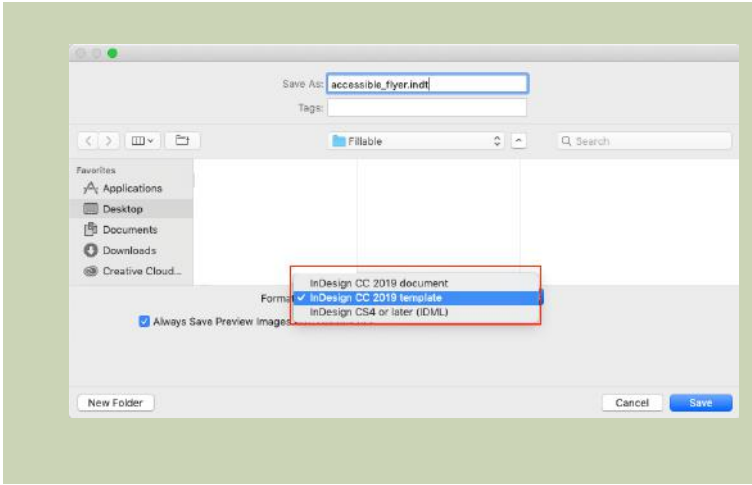 Save As: accessible_flyer.indt
Tags:
Fillable
Search
Favorites
Applications
Desktop
Documents
Downloads
Creative Cloud...
InDesign CC 2019 document
Format InDesign CC 2019 template
InDesign CS4 or later (IDML)
Always Save Preview Images
New Folder
Cancel
Save